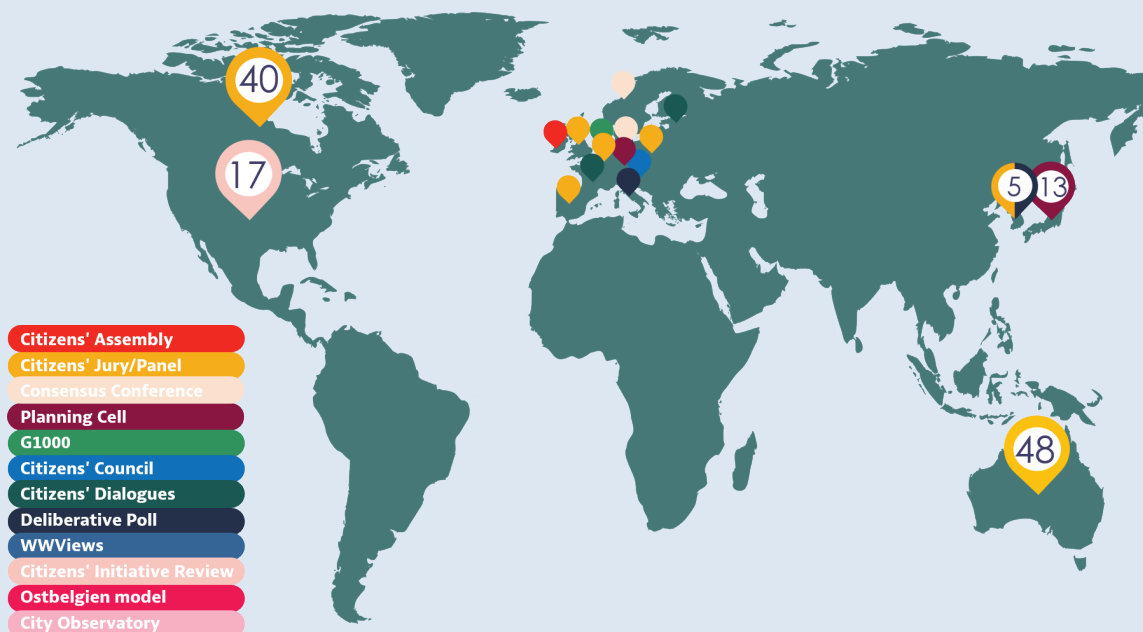 40
17
5
13
48
Citizens' Assembly
Citizens' Jury/Panel
Consensus Conference
Planning Cell
G1000
Citizens' Council
Citizens' Dialogues
Deliberative Poll
WWViews
Citizens' Initiative Review
Ostbelgien model
City Observatory